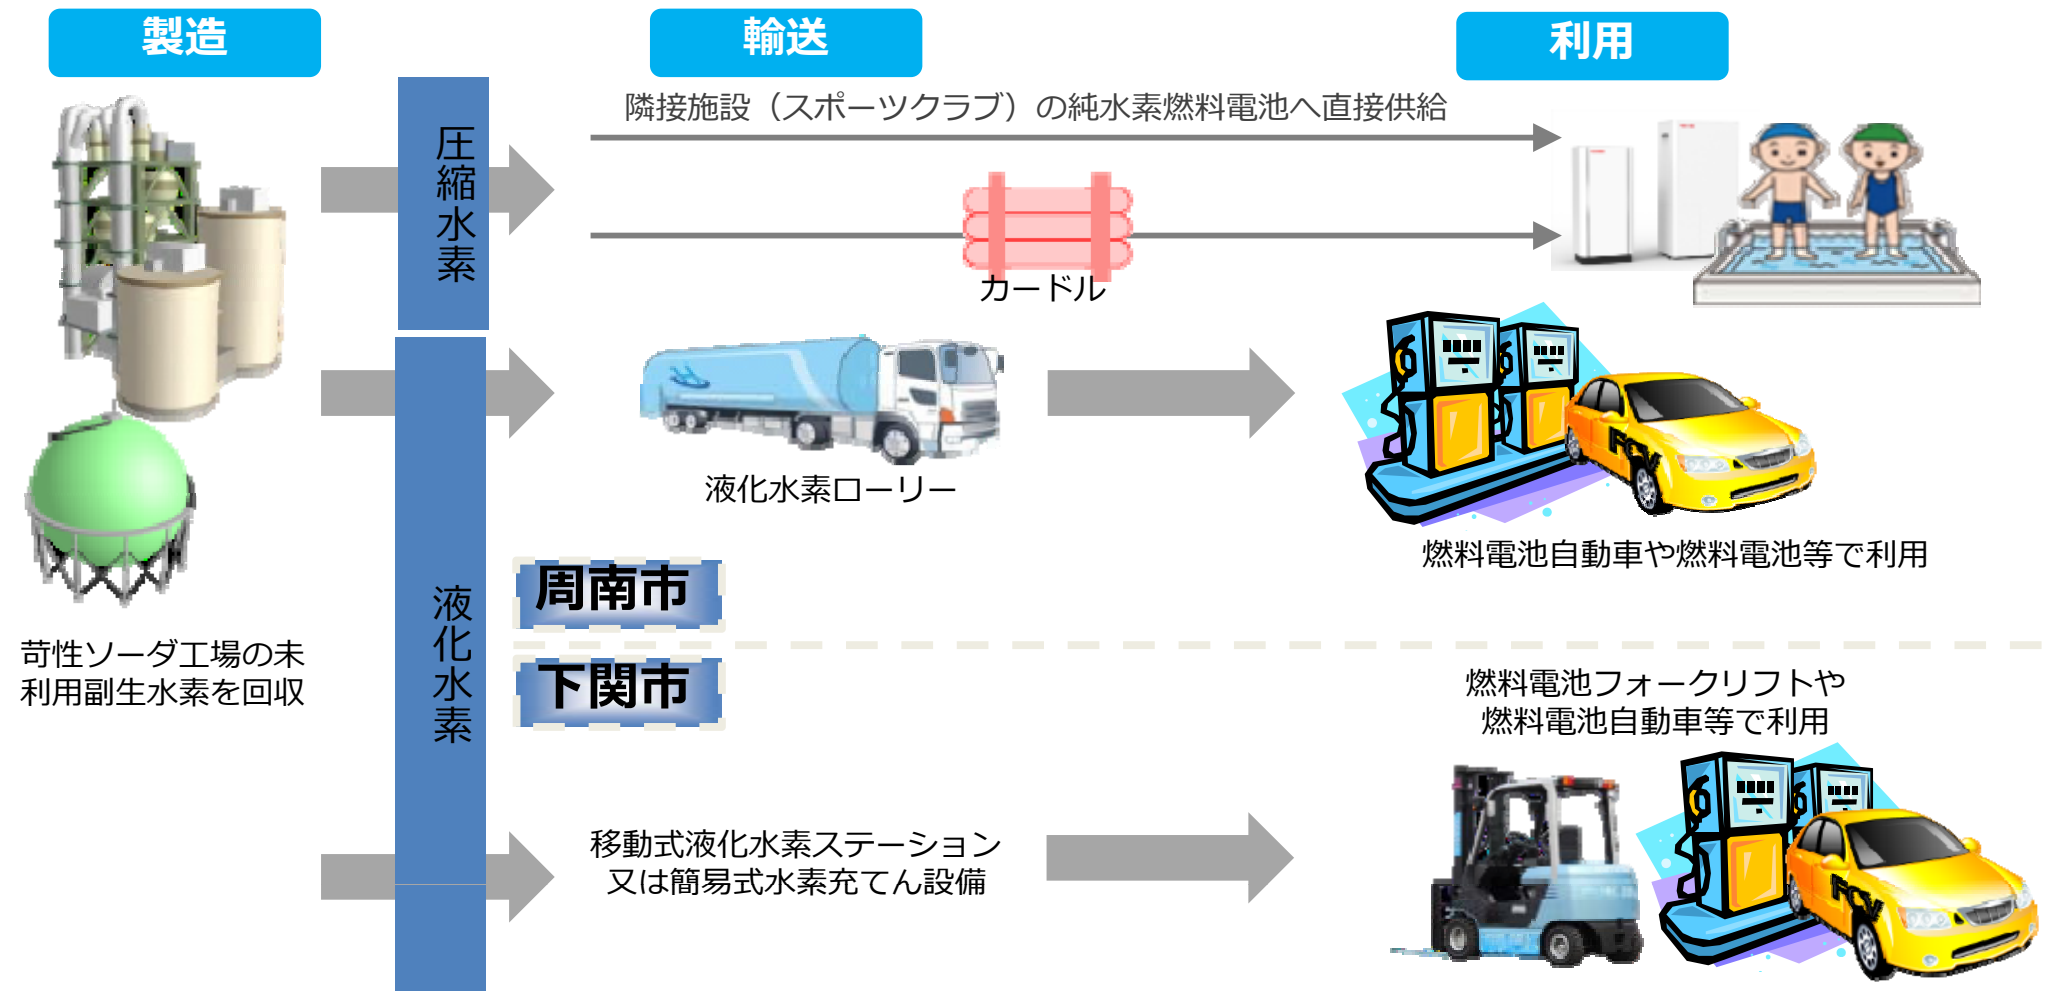 製造
輸送
利用
隣接施設（スポーツクラブ）の純水素燃料電池へ直接供給
圧縮水素
カードル
液化水素ローリー
FCV
燃料電池自動車や燃料電池等で利用
周南市
液化水素
苛性ソーダ工場の未
利用副生水素を回収
下関市
燃料電池フォークリフトや
燃料電池自動車等で利用
移動式液化水素ステーション
又は簡易式水素充てん設備
FCV